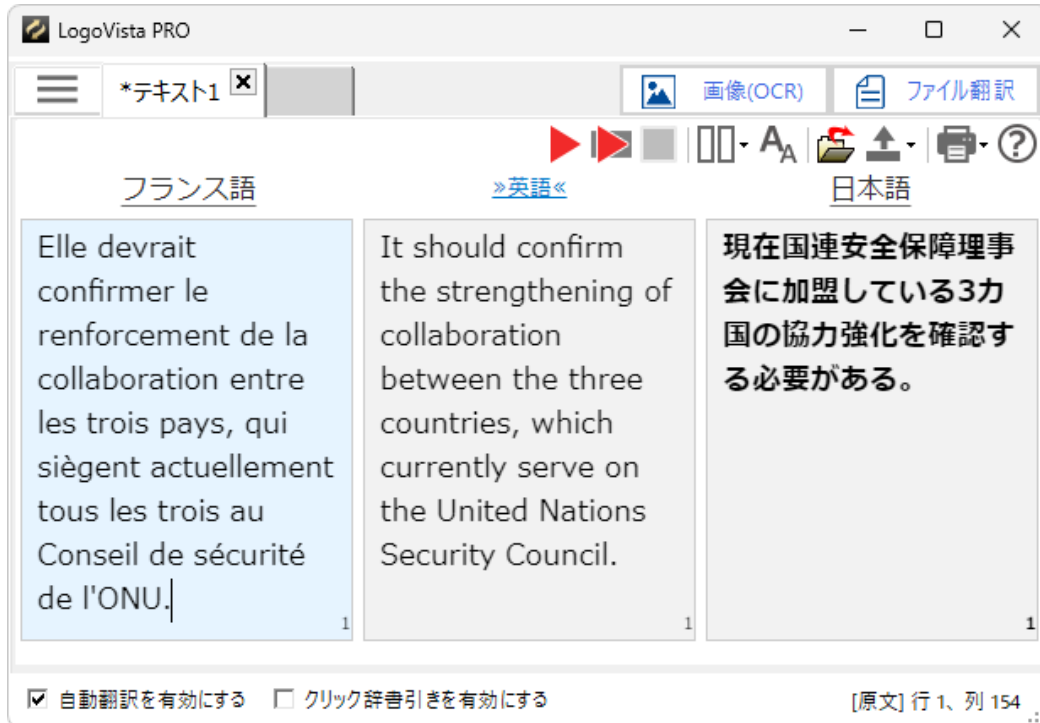 LogoVista PRO
*テキスト1
画像(OCR)
ファイル翻訳
フランス語
»英語«
日本語
Elle devrait
confirmer le
renforcement de la
collaboration entre
les trois pays, qui
siègent actuellement
tous les trois au
Conseil de sécurité
de l'ONU.
1
It should confirm
the strengthening of
collaboration
between the three
countries, which
currently serve on
the United Nations
Security Council.
1
現在国連安全保障理事
会に加盟している3カ
国の協力強化を確認す
る必要がある。
1
自動翻訳を有効にする
クリック辞書引きを有効にする
[原文] 行 1、列 154